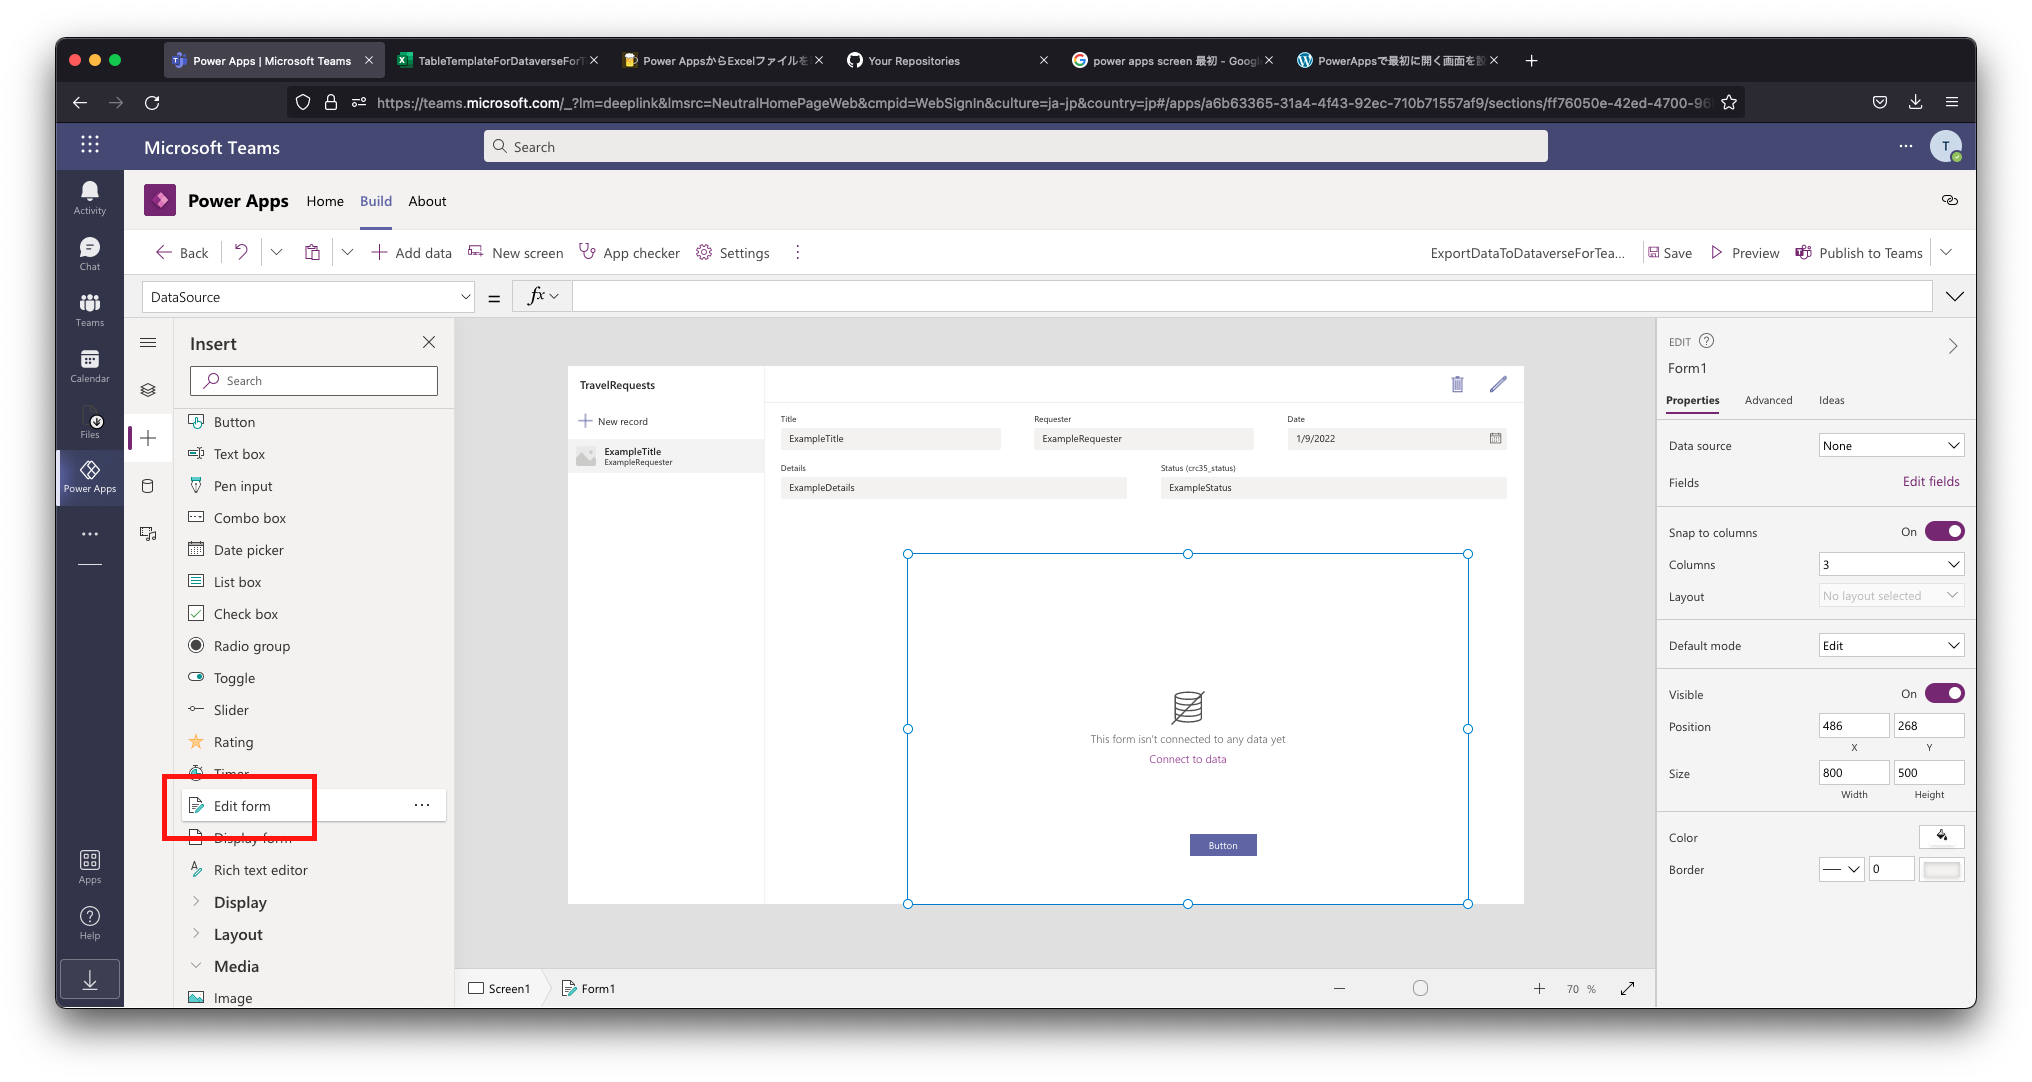 Power Apps | Microsoft Teams
TableTemplateForDataverseForT
Power AppsからExcelファイルを
Your Repositories
power apps screen 最初 - Goog
PowerAppsで最初に開く画面を設
https://teams.microsoft.com/_?lm=deeplink&lmsrc=NeutralHomePageWeb&cmpid=WebSignIn&culture=ja-jp&country=jp#/apps/a6b63365-31a4-4f43-92ec-710b71557af9/sections/ff76050e-42ed-4700-96
Microsoft Teams
Search
T
Power Apps Home Build About
Back
Add data
New screen
App checker
Settings
ExportDataToDataverseForTea...
Save
Preview
Publish to Teams
DataSource
=
fx
Activity
Chat
Teams
Calendar
Files
Power Apps
Apps
Help
Insert
Search
Button
Text box
Pen input
Combo box
Date picker
List box
Check box
Radio group
Toggle
Slider
Rating
Timer
Edit form
Display form
Rich text editor
Display
Layout
Media
Image
TravelRequests
New record
ExampleTitle
ExampleRequester
Title
ExampleTitle
Requester
ExampleRequester
Date
1/9/2022
Details
ExampleDetails
Status (crc35_status)
ExampleStatus
This form isn't connected to any data yet
Connect to data
Button
Screen1
Form1
70 %
EDIT
Form1
Properties Advanced Ideas
Data source None
Fields Edit fields
Snap to columns On
Columns 3
Layout No layout selected
Default mode Edit
Visible On
Position 486 268
X Y
Size 800 500
Width Height
Color
Border 0